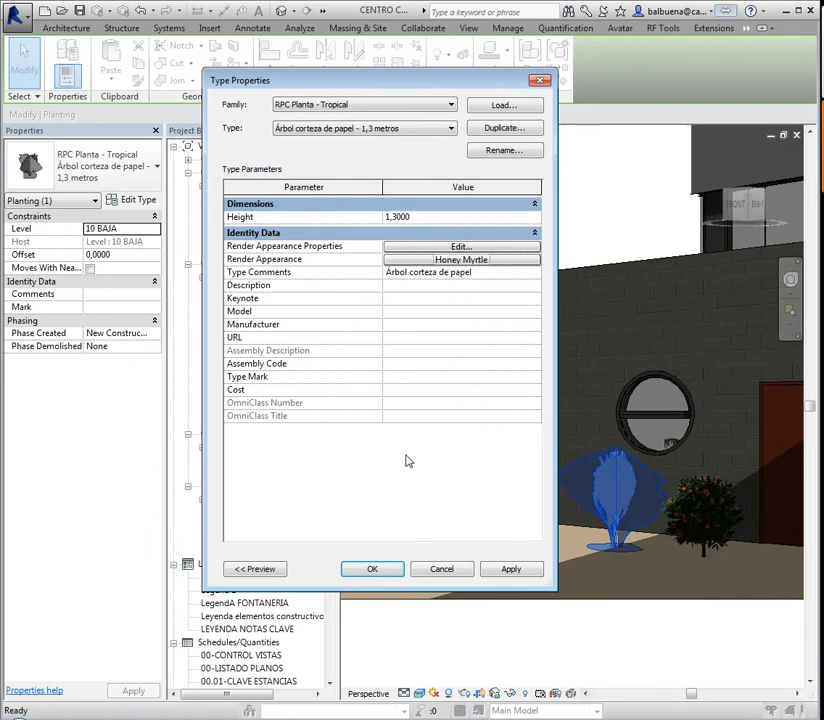 CENTRO C...
Type a keyword or phrase
balbuena@ca...
Architecture Structure Systems Insert Annotate Analyze Massing & Site Collaborate View Manage Quantification Avatar RF Tools Extensions
Modify
Paste
Notch
Cut
Join
Select Properties Clipboard
Modify | Planting
Properties
RPC Planta - Tropical
Árbol corteza de papel -
1,3 metros
Planting (1) Edit Type
Constraints
Level 10 BAJA
Host Level : 10 BAJA
Offset 0,0000
Moves With Nea...
Identity Data
Comments
Mark
Phasing
Phase Created New Construc...
Phase Demolished None
Properties help Apply
Project B
Type Properties
Family: RPC Planta - Tropical Load...
Type: Árbol corteza de papel - 1,3 metros Duplicate...
Rename...
Type Parameters
Parameter Value
Dimensions
Height 1,3000
Identity Data
Render Appearance Properties Edit...
Render Appearance Honey Myrtle
Type Comments Árbol corteza de papel
Description
Keynote
Model
Manufacturer
URL
Assembly Description
Assembly Code
Type Mark
Cost
OmniClass Number
OmniClass Title
<< Preview OK Cancel Apply
FRONT RIGHT
LegendA FONTANERIA
Leyenda elementos constructivo
LEYENDA NOTAS CLAVE
Schedules/Quantities
00-CONTROL VISTAS
00-LISTADO PLANOS
00.01-CLAVE ESTANCIAS
Perspective
Ready
:0
Main Model